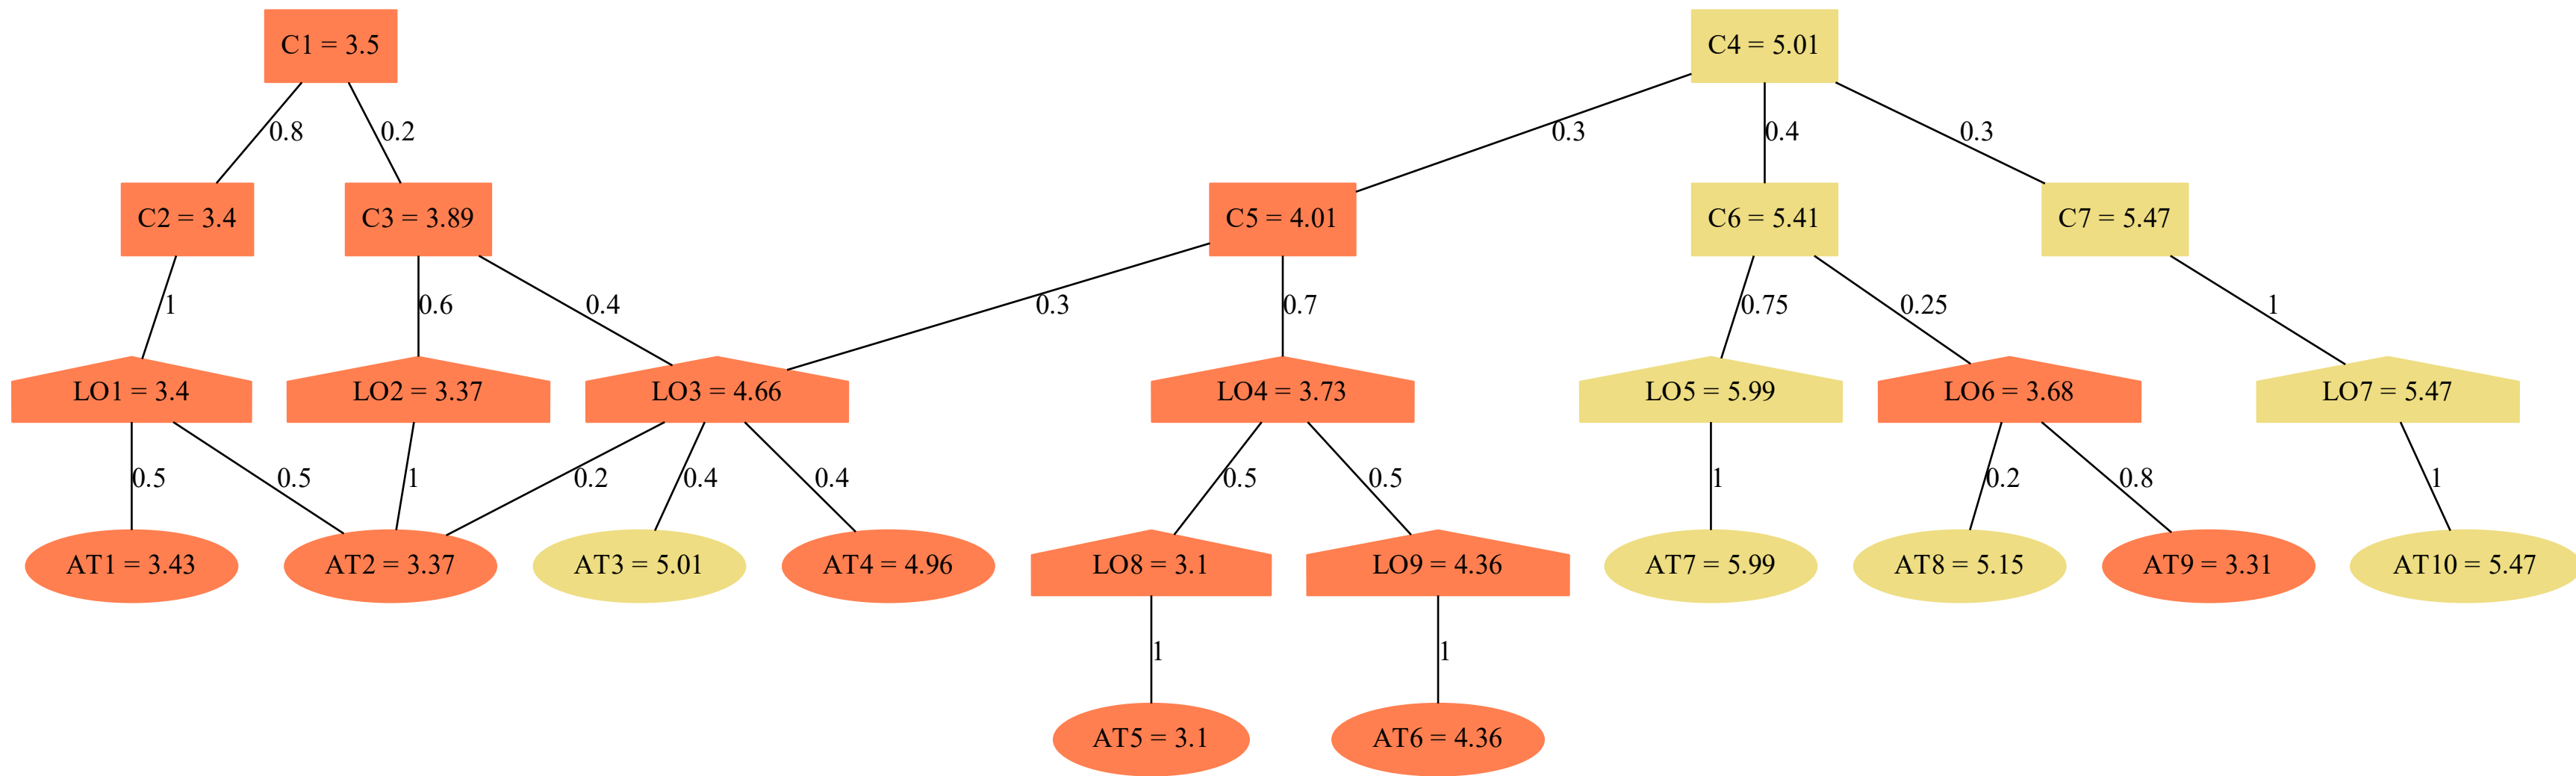 C1 = 3.5
C4 = 5.01
0.8
0.2
0.3
0.4
0.3
C2 = 3.4
C3 = 3.89
C5 = 4.01
C6 = 5.41
C7 = 5.47
1
0.6
0.4
0.3
0.7
0.75
0.25
1
LO1 = 3.4
LO2 = 3.37
LO3 = 4.66
LO4 = 3.73
LO5 = 5.99
LO6 = 3.68
LO7 = 5.47
0.5
0.5
1
0.2
0.4
0.4
0.5
0.5
1
0.2
0.8
1
AT1 = 3.43
AT2 = 3.37
AT3 = 5.01
AT4 = 4.96
LO8 = 3.1
LO9 = 4.36
AT7 = 5.99
AT8 = 5.15
AT9 = 3.31
AT10 = 5.47
1
1
AT5 = 3.1
AT6 = 4.36